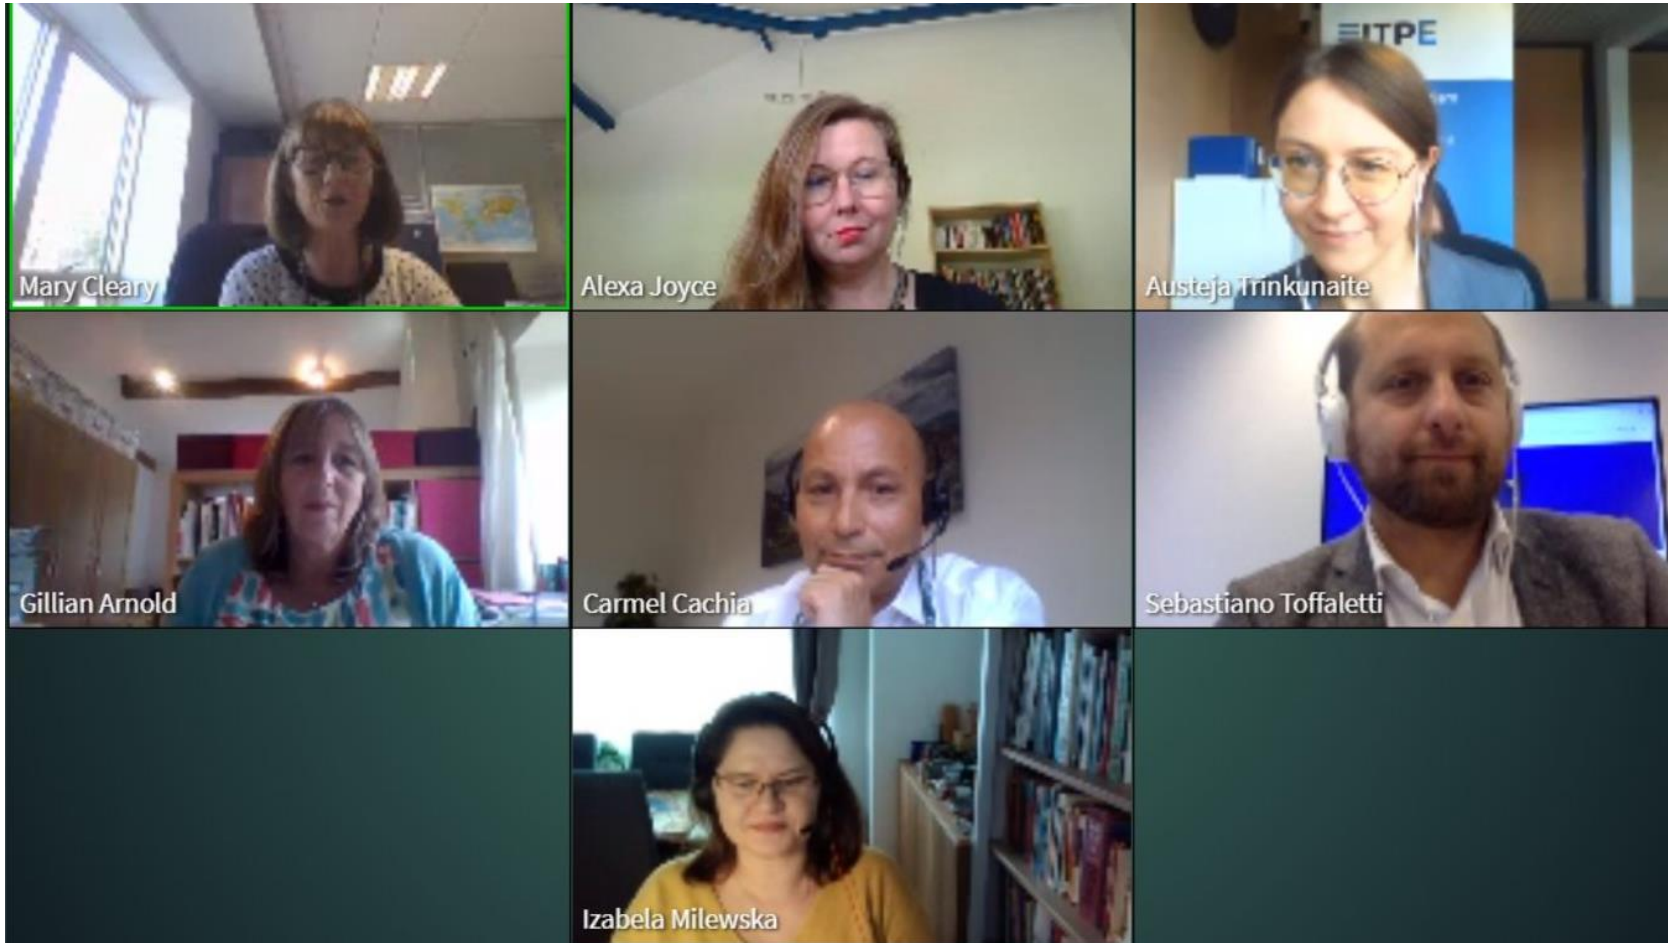 Mary Cleary
Alexa Joyce
EITPE
Austeja Trinkunaite
Gillian Arnold
Carmel Cachia
Sebastiano Toffaletti
Izabela Milewska